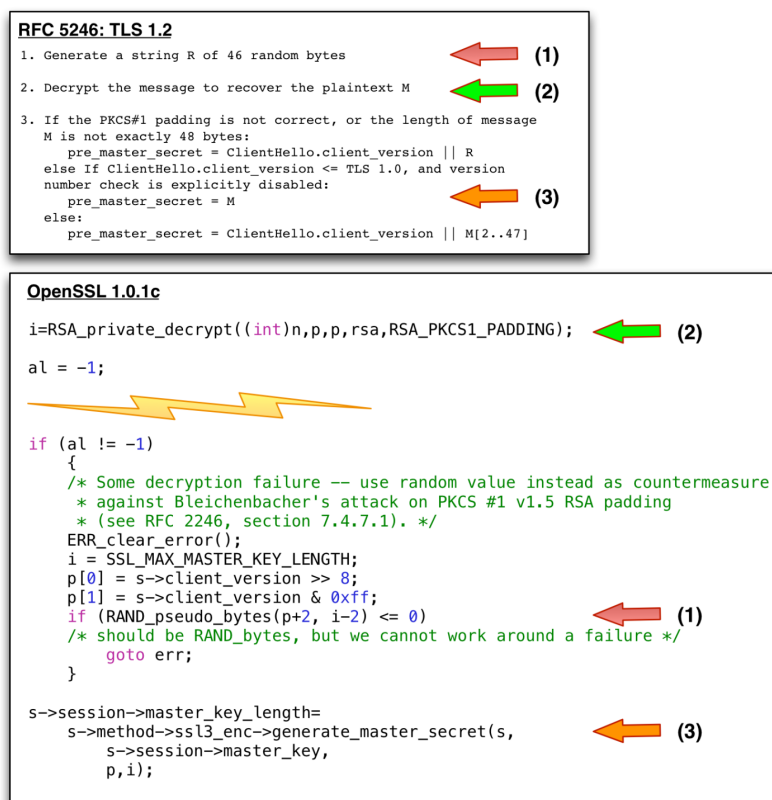 RFC 5246: TLS 1.2
1. Generate a string R of 46 random bytes (1)
2. Decrypt the message to recover the plaintext M (2)
3. If the PKCS#1 padding is not correct, or the length of message
M is not exactly 48 bytes:
pre_master_secret = ClientHello.client_version || R
else If ClientHello.client_version <= TLS 1.0, and version
number check is explicitly disabled:
pre_master_secret = M (3)
else:
pre_master_secret = ClientHello.client_version || M[2..47]
OpenSSL 1.0.1c
i=RSA_private_decrypt((int)n,p,p,rsa,RSA_PKCS1_PADDING); (2)
al = -1;
if (al != -1)
{
/* Some decryption failure -- use random value instead as countermeasure
* against Bleichenbacher's attack on PKCS #1 v1.5 RSA padding
* (see RFC 2246, section 7.4.7.1). */
ERR_clear_error();
i = SSL_MAX_MASTER_KEY_LENGTH;
p[0] = s->client_version >> 8;
p[1] = s->client_version & 0xff;
if (RAND_pseudo_bytes(p+2, i-2) <= 0) (1)
/* should be RAND_bytes, but we cannot work around a failure */
goto err;
}
s->session->master_key_length=
s->method->ssl3_enc->generate_master_secret(s, (3)
s->session->master_key,
p,i);